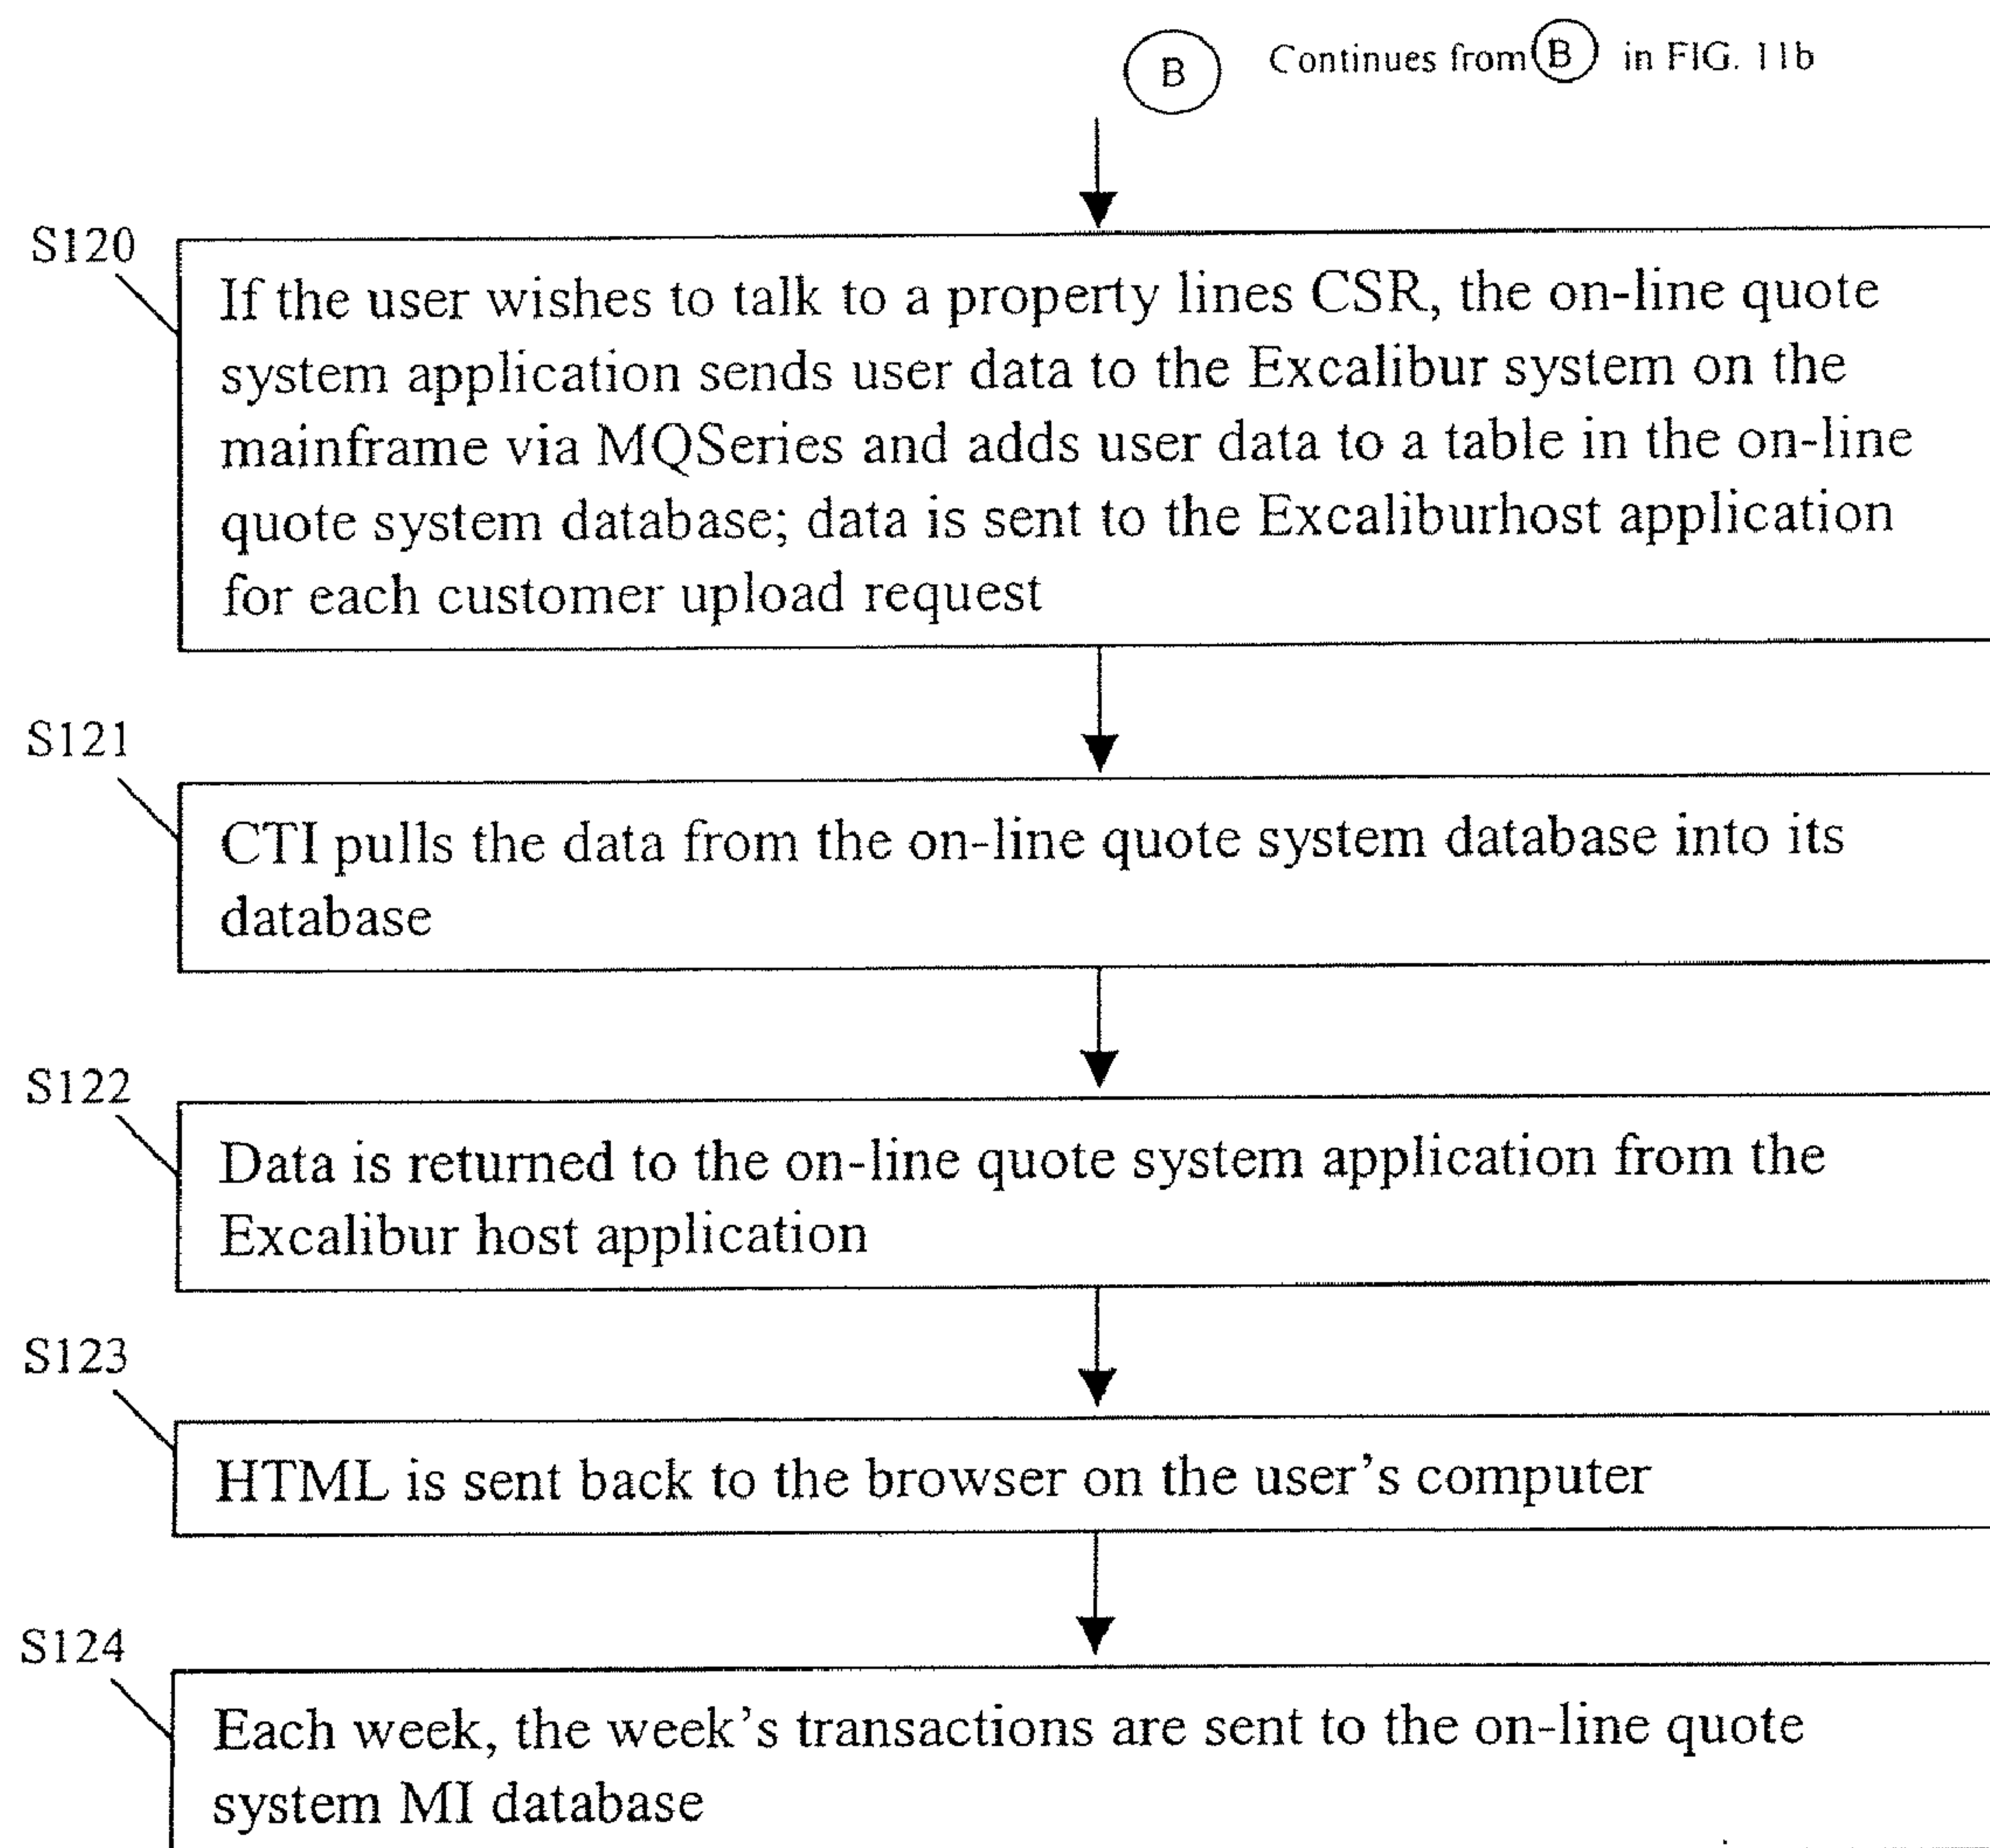 B Continues from B in FIG. 11b
S120
If the user wishes to talk to a property lines CSR, the on-line quote
system application sends user data to the Excalibur system on the
mainframe via MQSeries and adds user data to a table in the on-line
quote system database; data is sent to the Excaliburhost application
for each customer upload request
S121
CTI pulls the data from the on-line quote system database into its
database
S122
Data is returned to the on-line quote system application from the
Excalibur host application
S123
HTML is sent back to the browser on the user’s computer
S124
Each week, the week’s transactions are sent to the on-line quote
system MI database